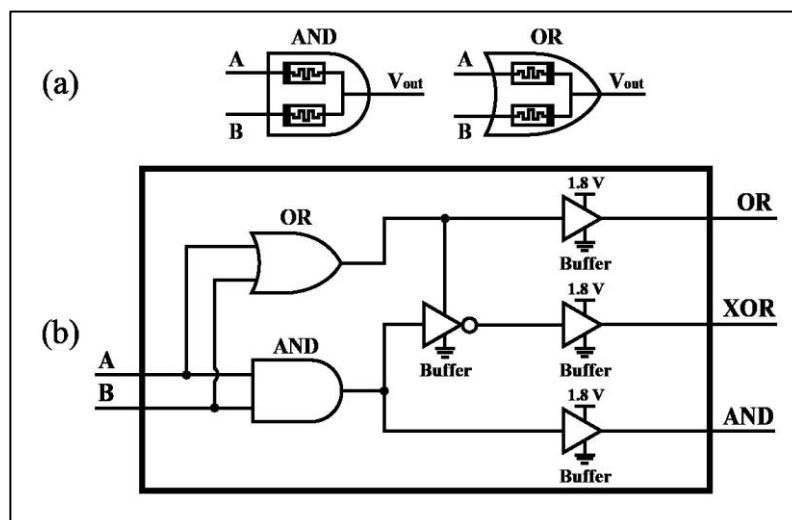 AND
OR
(a)
A
B
Vout
A
B
Vout
(b)
A
B
OR
AND
Buffer
1.8 V
Buffer
OR
1.8 V
Buffer
XOR
1.8 V
Buffer
AND